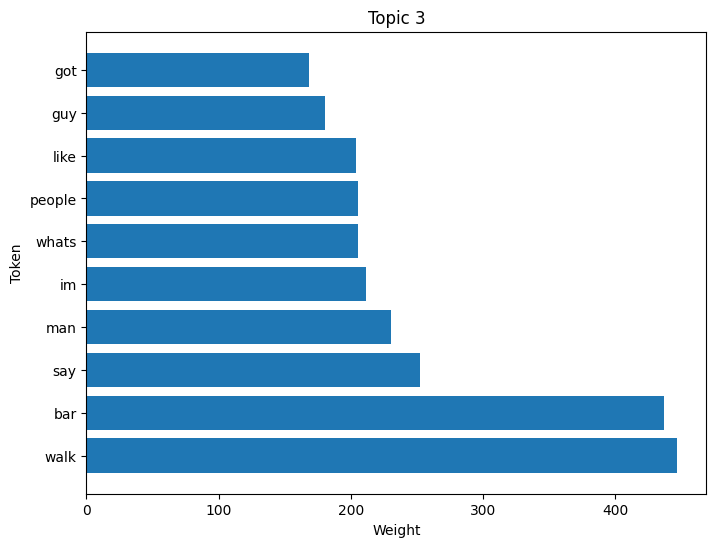 Topic 3
Token
got
guy
like
people
whats
im
man
say
bar
walk
0 100 200 300 400
Weight